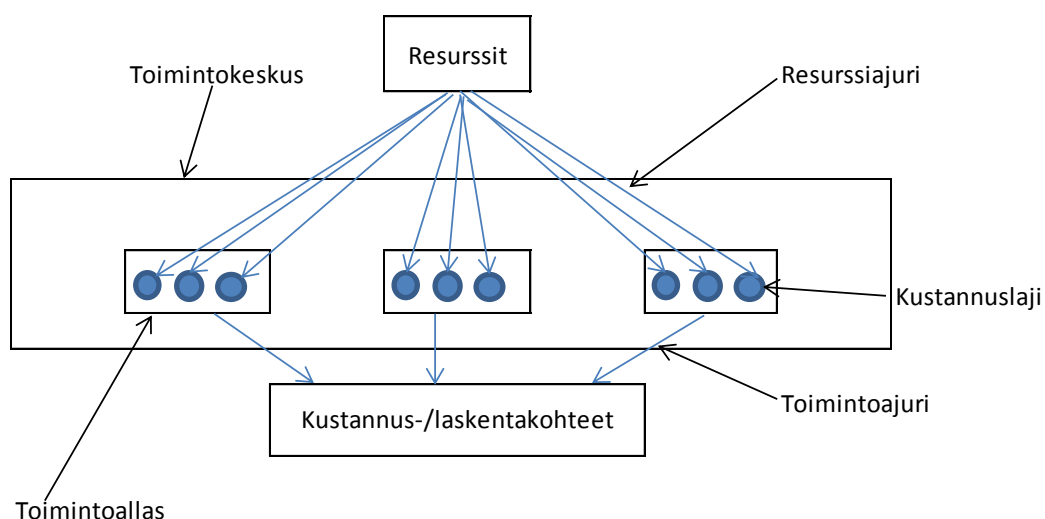 Resurssit
Toimintokeskus
Resurssiajuri
Kustannuslaji
Toimintoajuri
Kustannus-/laskentakohteet
Toimintoallas